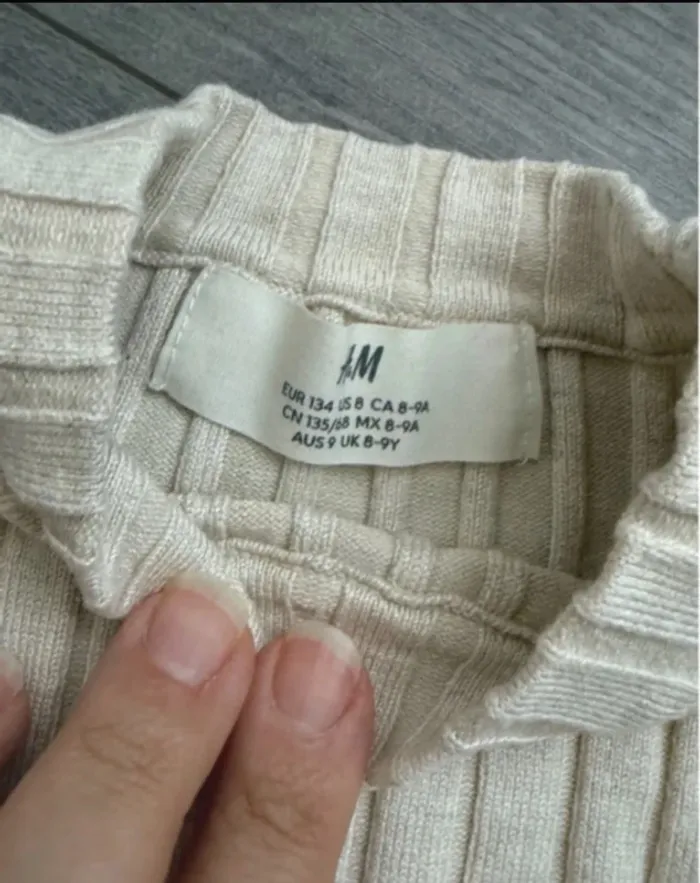 H&M
EUR 134 US 8 CA 8-9A
CN 135/68 MX 8-9A
AUS 9 UK 8-9Y